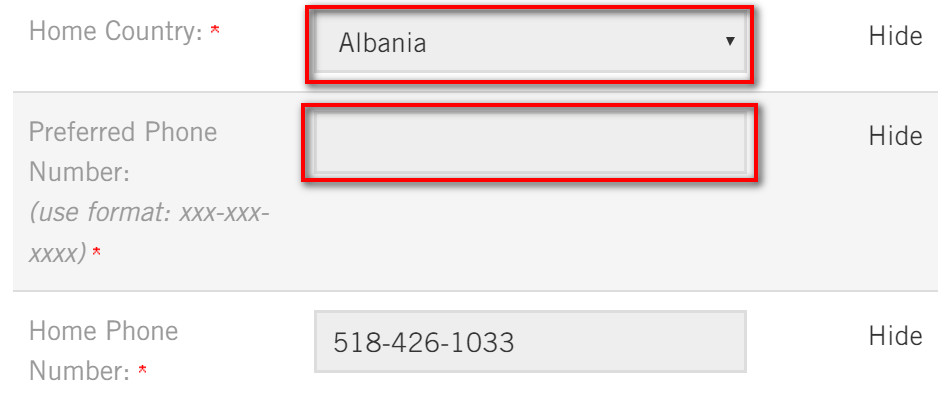 Home Country: *
Albania
Hide
Preferred Phone
Number:
(use format: xxx-xxx-
xxxx) *
Hide
Home Phone
Number: *
518-426-1033
Hide